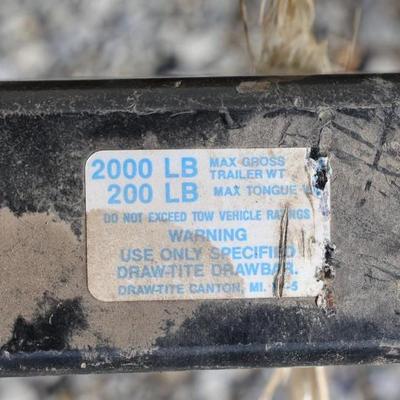 2000 LB MAX GROSS TRAILER WT
200 LB MAX TONGUE
DO NOT EXCEED TOW VEHICLE RATINGS
WARNING
USE ONLY SPECIFIED
DRAW-TITE DRAWBAR.
DRAW-TITE CANTON, MI. -5